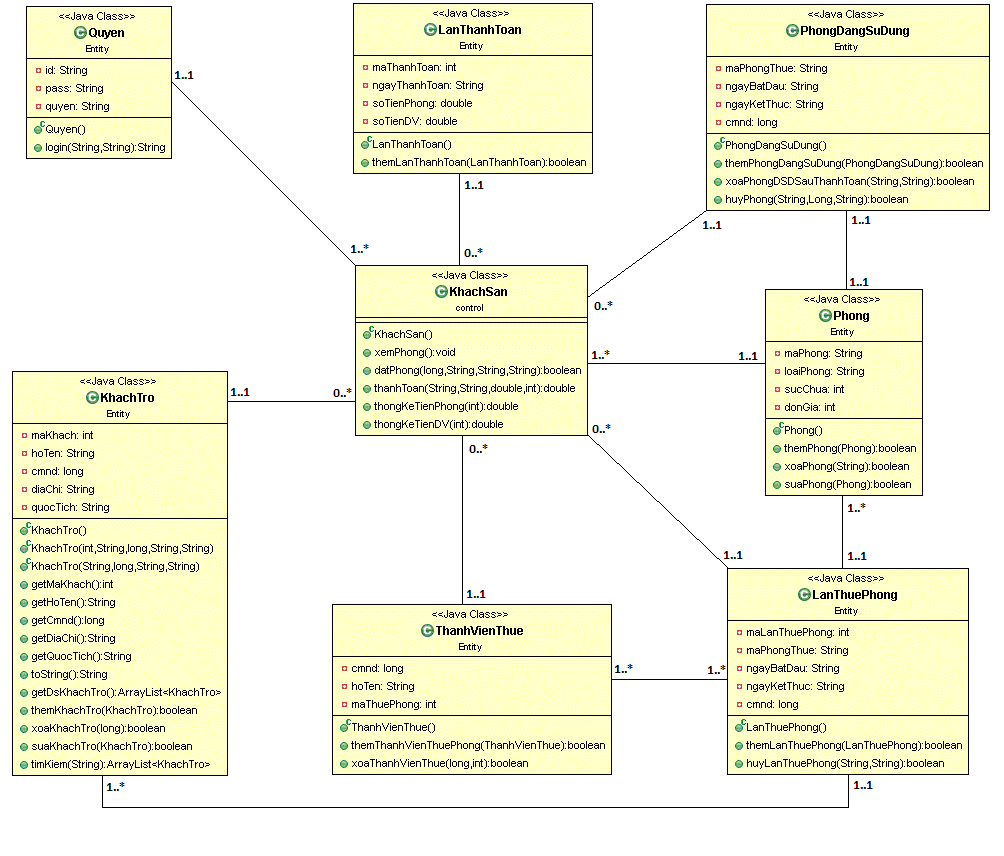 <<Java Class>>
Quyen
Entity
id: String
pass: String
quyen: String
Quyen()
login(String,String):String
1..1
1..*
<<Java Class>>
LanThanhToan
Entity
maThanhToan: int
ngayThanhToan: String
soTienPhong: double
soTienDV: double
LanThanhToan()
themLanThanhToan(LanThanhToan):boolean
1..1
0..*
<<Java Class>>
PhongDangSuDung
Entity
maPhongThue: String
ngayBatDau: String
ngayKetThuc: String
cmnd: long
PhongDangSuDung()
themPhongDangSuDung(PhongDangSuDung):boolean
xoaPhongDSDSauThanhToan(String,String):boolean
huyPhong(String,Long,String):boolean
1..1
0..*
1..1
1..1
<<Java Class>>
KhachSan
control
KhachSan()
xemPhong():void
datPhong(long,String,String,String):boolean
thanhToan(String,String,double,int):double
thongKeTienPhong(int):double
thongKeTienDV(int):double
1..*
1..1
<<Java Class>>
Phong
Entity
maPhong: String
loaiPhong: String
sucChua: int
donGia: int
Phong()
themPhong(Phong):boolean
xoaPhong(String):boolean
suaPhong(Phong):boolean
1..*
1..1
<<Java Class>>
KhachTro
Entity
maKhach: int
hoTen: String
cmnd: long
diaChi: String
quocTich: String
KhachTro()
KhachTro(int,String,long,String,String)
KhachTro(String,long,String,String)
getMaKhach():int
getHoTen():String
getCmnd():long
getDiaChi():String
getQuocTich():String
toString():String
getDsKhachTro():ArrayList<KhachTro>
themKhachTro(KhachTro):boolean
xoaKhachTro(long):boolean
suaKhachTro(KhachTro):boolean
timKiem(String):ArrayList<KhachTro>
1..1
0..*
0..*
1..1
0..*
1..1
<<Java Class>>
ThanhVienThue
Entity
cmnd: long
hoTen: String
maThuePhong: int
ThanhVienThue()
themThanhVienThuePhong(ThanhVienThue):boolean
xoaThanhVienThue(long,int):boolean
1..*
1..*
<<Java Class>>
LanThuePhong
Entity
maLanThuePhong: int
maPhongThue: String
ngayBatDau: String
ngayKetThuc: String
cmnd: long
LanThuePhong()
themLanThuePhong(LanThuePhong):boolean
huyLanThuePhong(String,String):boolean
1..*
1..1